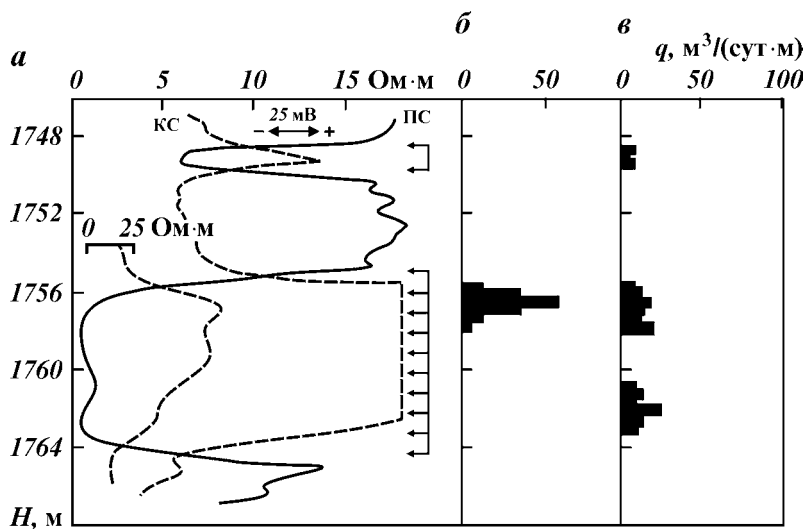 а
б
в
q, м³/(сут·м)
0 5 10 15 Ом·м
0 50
0 50 100
КС
25 мВ
ПС
– +
1748
1752
0 25 Ом·м
1756
1760
1764
Н, м